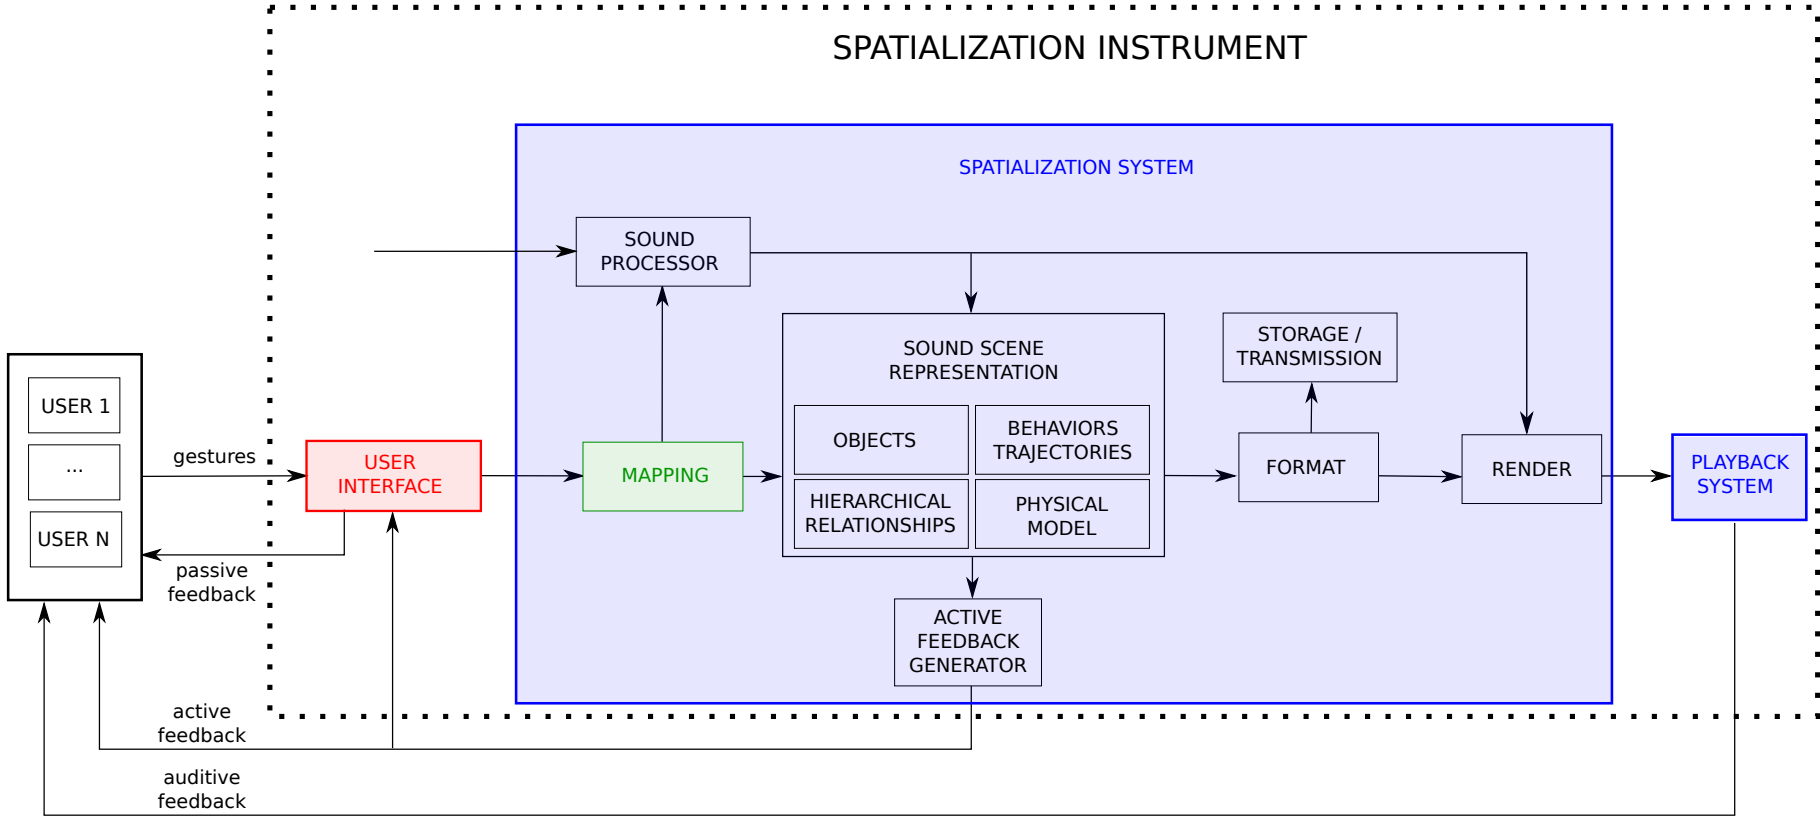 SPATIALIZATION INSTRUMENT
SPATIALIZATION SYSTEM
SOUND
PROCESSOR
SOUND SCENE
REPRESENTATION
OBJECTS
BEHAVIORS
TRAJECTORIES
HIERARCHICAL
RELATIONSHIPS
PHYSICAL
MODEL
STORAGE /
TRANSMISSION
USER 1
...
USER N
gestures
USER
INTERFACE
MAPPING
FORMAT
RENDER
PLAYBACK
SYSTEM
passive
feedback
ACTIVE
FEEDBACK
GENERATOR
active
feedback
auditive
feedback